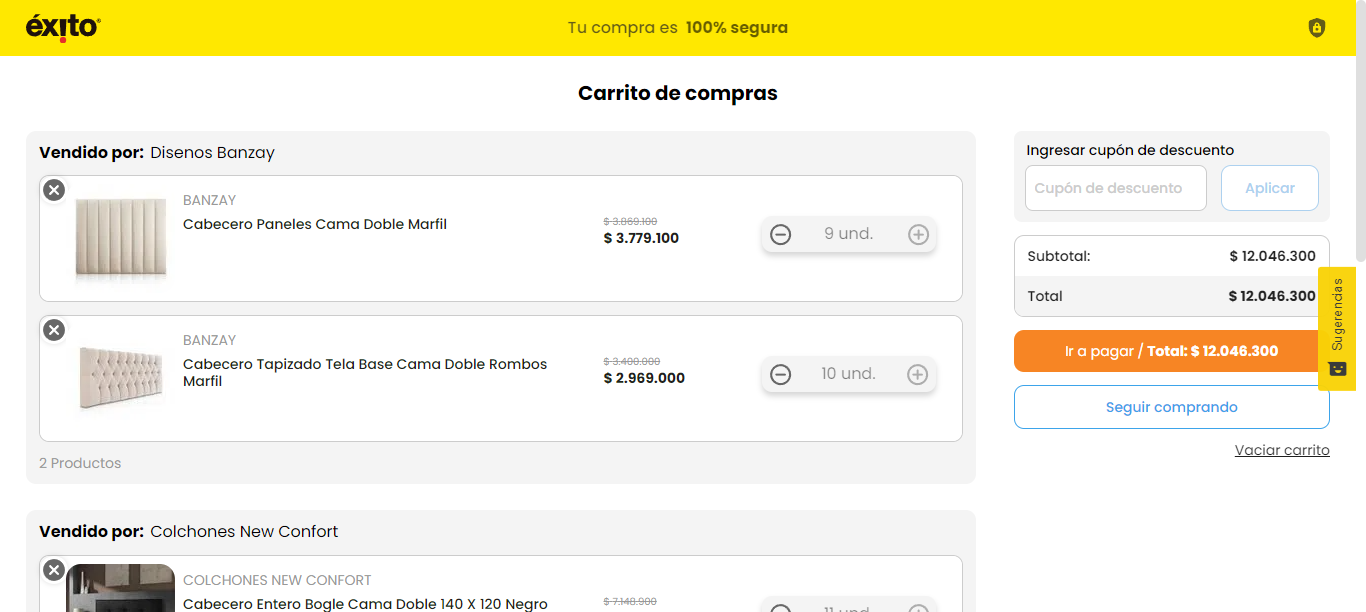 éxito
Tu compra es 100% segura
Carrito de compras
Vendido por: Disenos Banzay
BANZAY
Cabecero Paneles Cama Doble Marfil
$ 3.869.100
$ 3.779.100
9 und.
BANZAY
Cabecero Tapizado Tela Base Cama Doble Rombos
Marfil
$ 3.400.000
$ 2.969.000
10 und.
2 Productos
Vendido por: Colchones New Confort
COLCHONES NEW CONFORT
Cabecero Entero Bogle Cama Doble 140 X 120 Negro
$ 7.148.900
11 und.
Ingresar cupón de descuento
Cupón de descuento
Aplicar
Subtotal: $ 12.046.300
Total $ 12.046.300
Ir a pagar / Total: $ 12.046.300
Seguir comprando
Vaciar carrito
Sugerendas